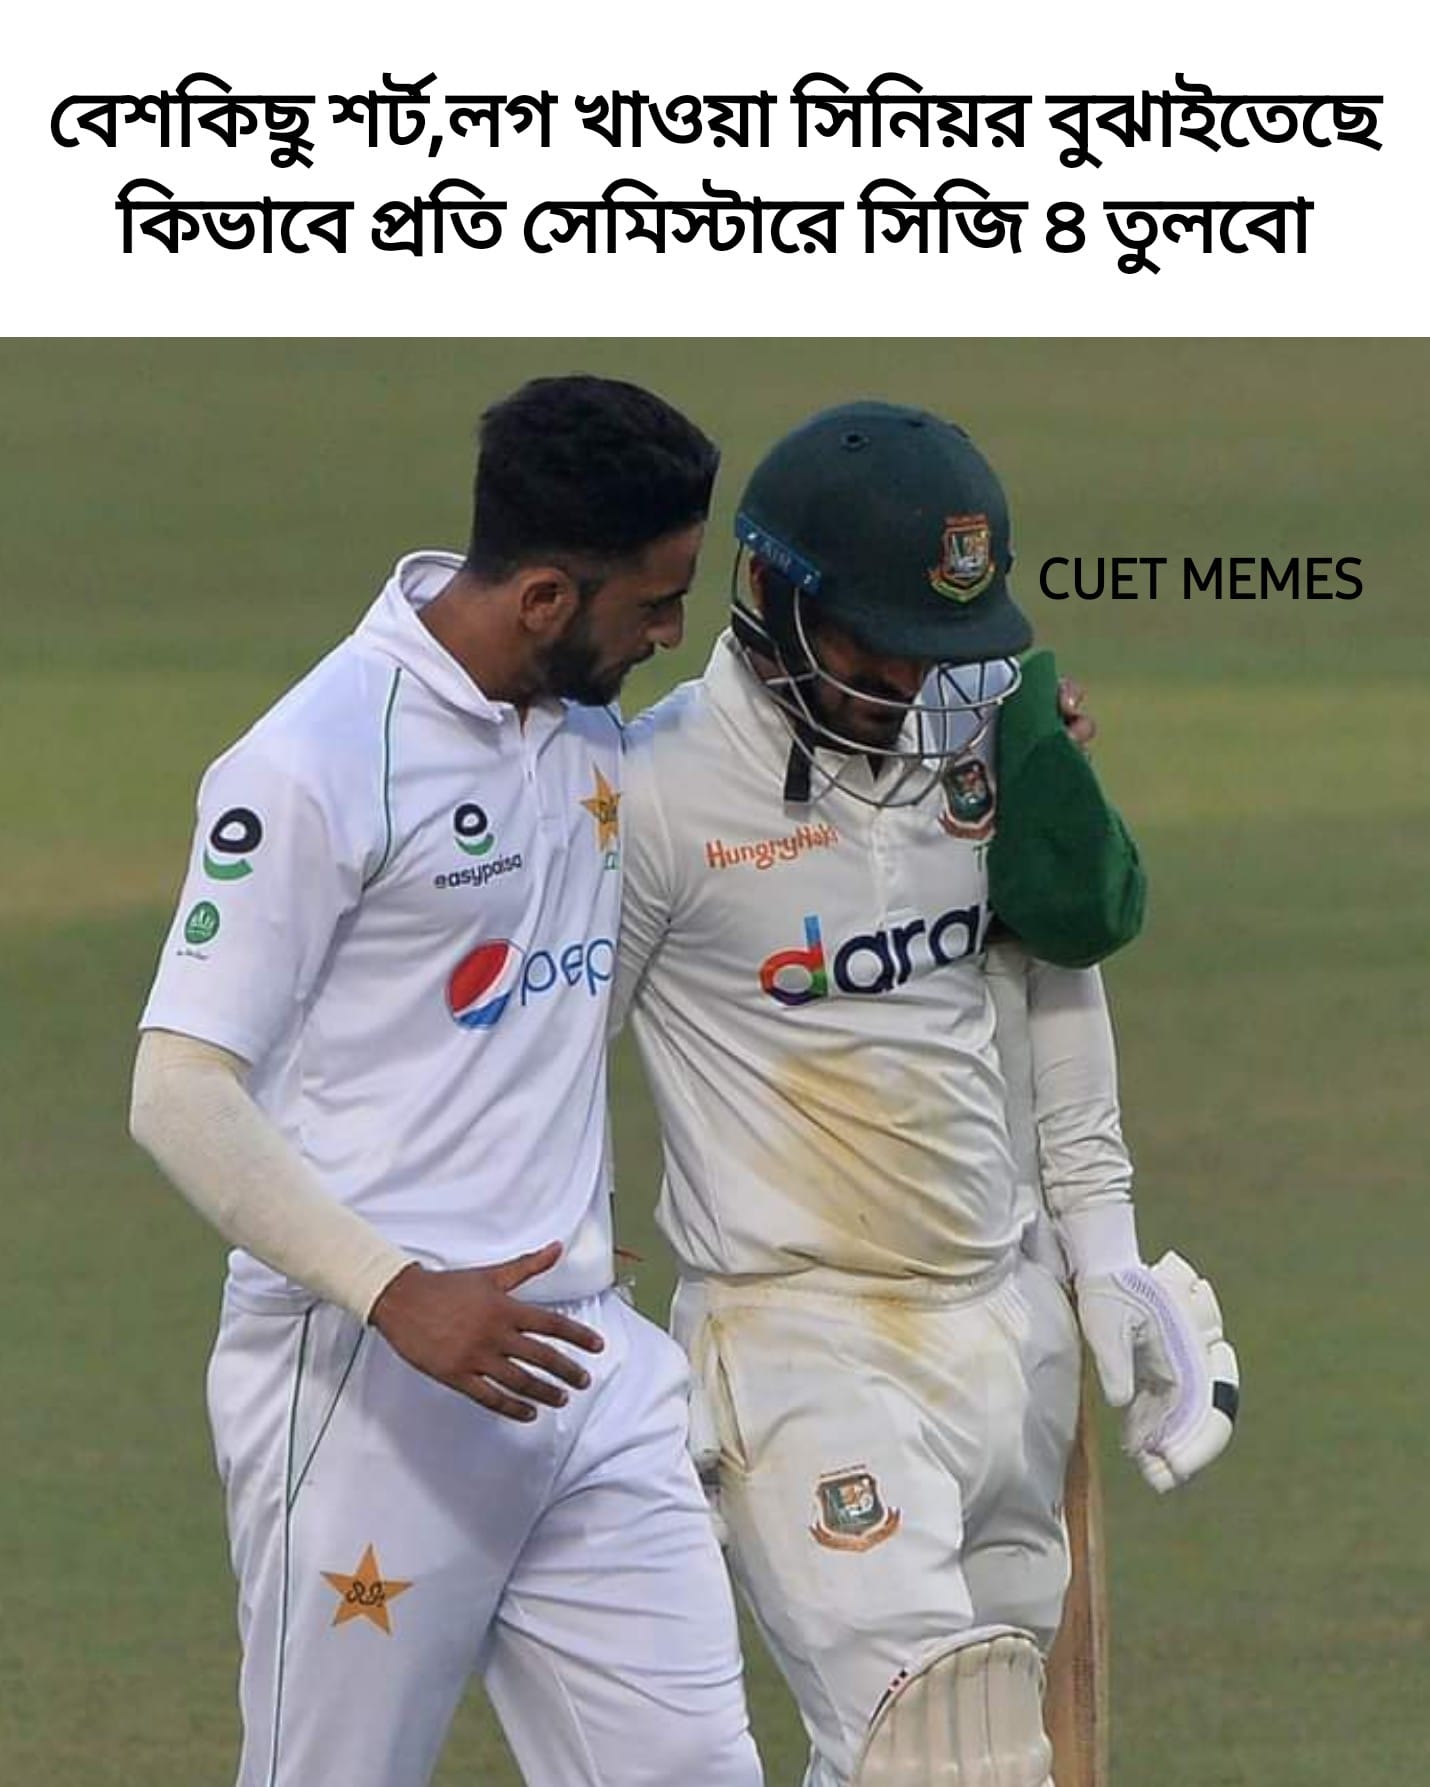 বেশকিছু শর্ট,লগ খাওয়া সিনিয়র বুঝাইতেছে
কিভাবে প্রতি সেমিস্টারে সিজি ৪ তুলবো
CUET MEMES
easypaisa
pep
HungryNaki
daraz